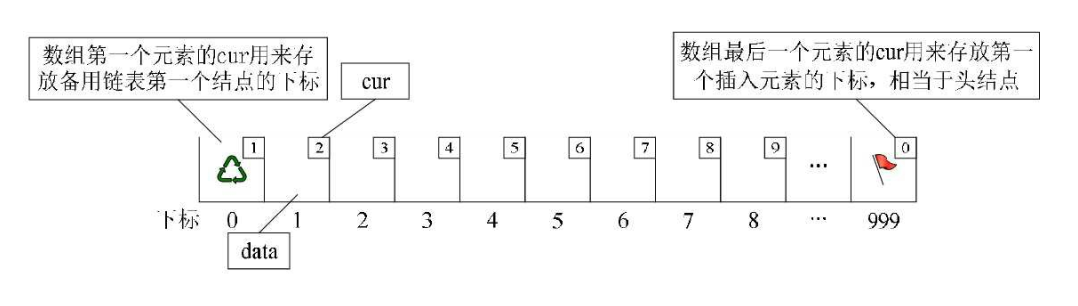 数组第一个元素的cur用来存
放备用链表第一个结点的下标
cur
数组最后一个元素的cur用来存放第一
个插入元素的下标，相当于头结点
1 2 3 4 5 6 7 8 9 ... 0
下标 0 1 2 3 4 5 6 7 8 ... 999
data